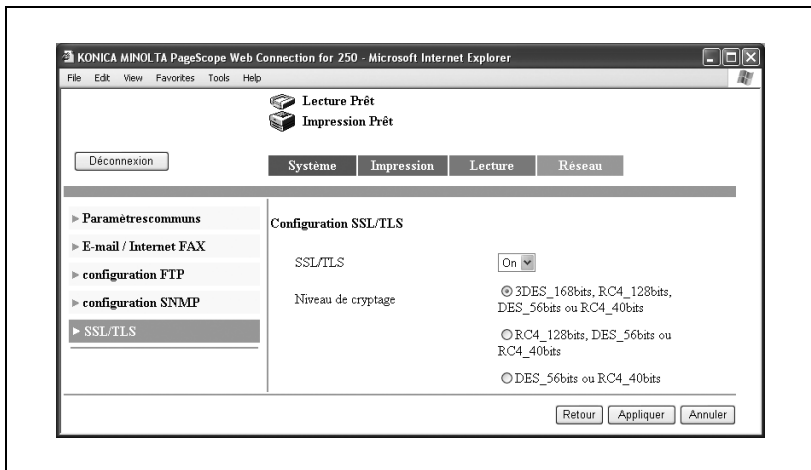 KONICA MINOLTA PageScope Web Connection for 250 - Microsoft Internet Explorer
File Edit View Favorites Tools Help
Lecture Prêt
Impression Prêt
Déconnexion
Système Impression Lecture Réseau
Paramètrescommuns
E-mail / Internet FAX
configuration FTP
configuration SNMP
SSL/TLS
Configuration SSL/TLS
SSL/TLS On
Niveau de cryptage
3DES_168bits, RC4_128bits,
DES_56bits ou RC4_40bits
RC4_128bits, DES_56bits ou
RC4_40bits
DES_56bits ou RC4_40bits
Retour Appliquer Annuler